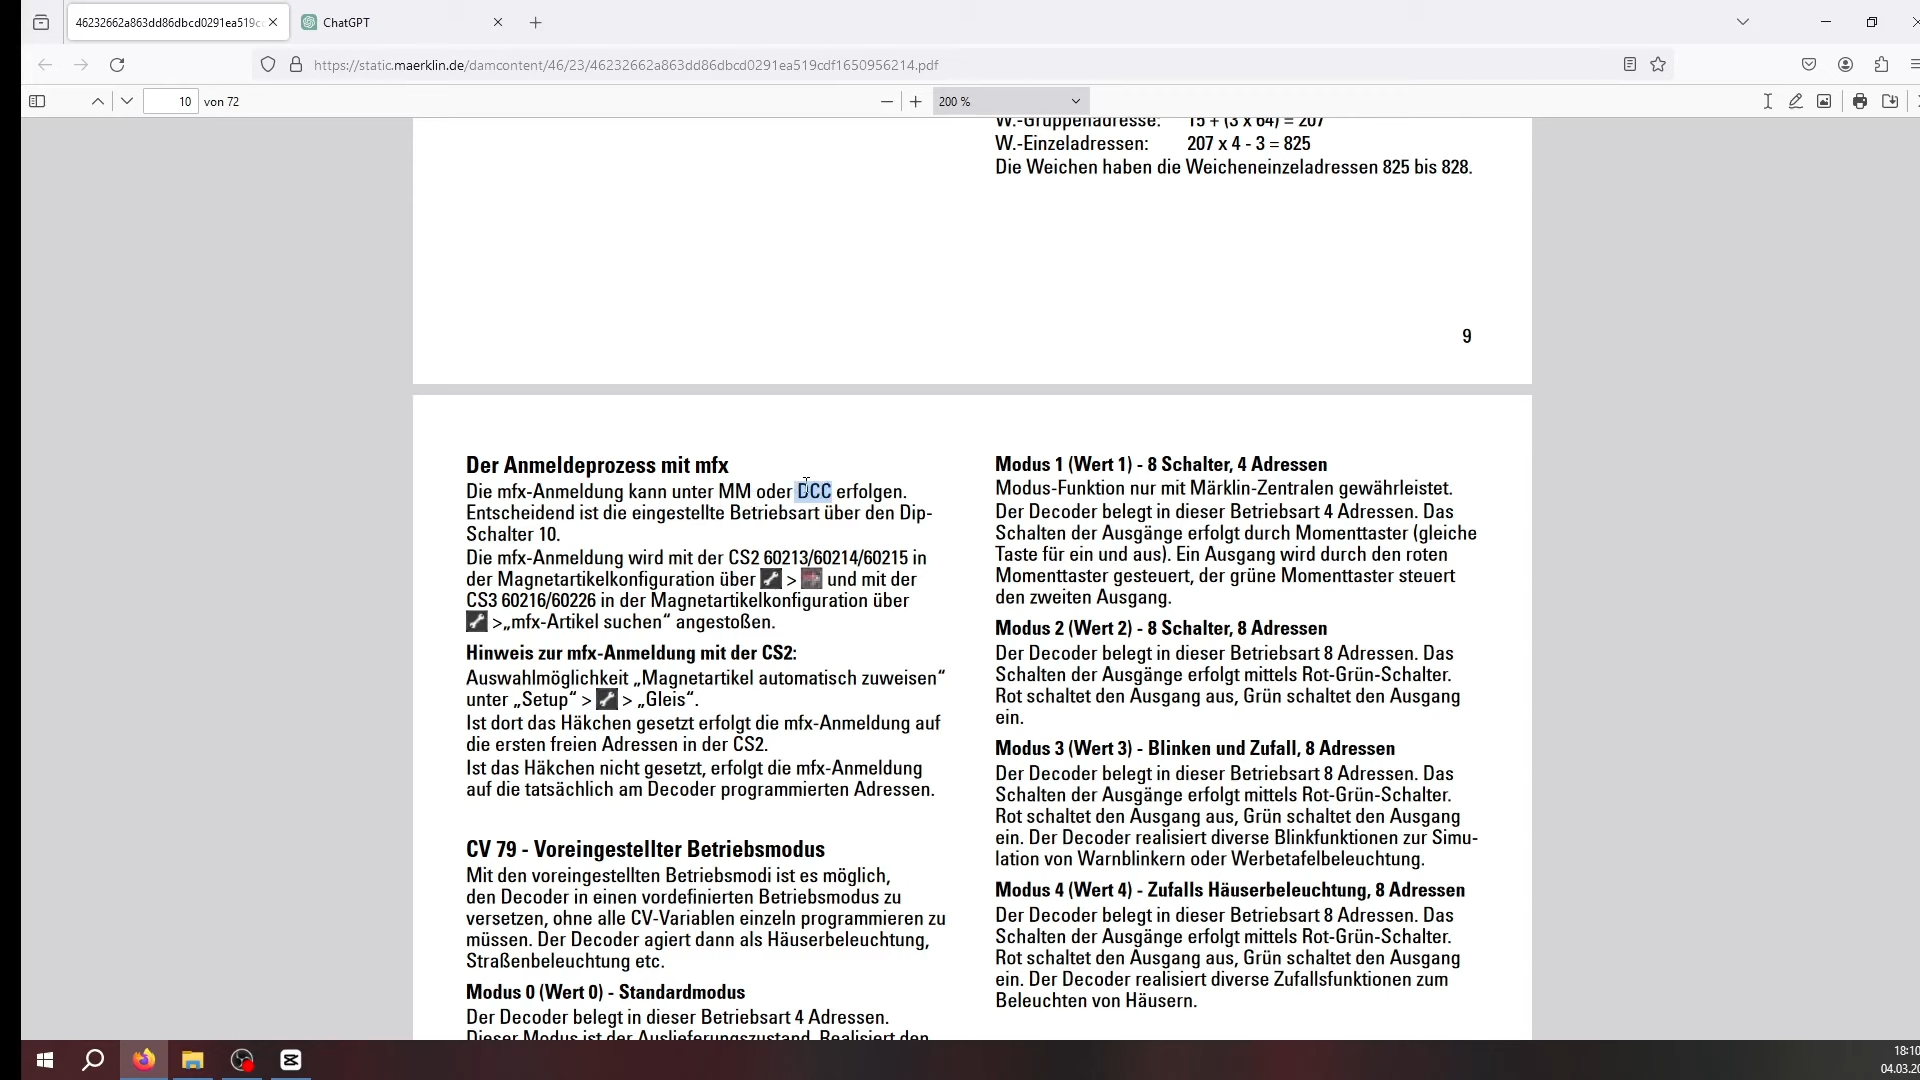 46232662a863dd86dbcd0291ea519c
ChatGPT
https://static.maerklin.de/damcontent/46/23/46232662a863dd86dbcd0291ea519cdf1650956214.pdf
10 von 72
200 %
W.-Gruppenadresse: 15 + (3 x 64) = 207
W.-Einzeladressen: 207 x 4 - 3 = 825
Die Weichen haben die Weicheneinzeladressen 825 bis 828.
9
Der Anmeldeprozess mit mfx
Die mfx-Anmeldung kann unter MM oder DCC erfolgen.
Entscheidend ist die eingestellte Betriebsart über den Dip-
Schalter 10.
Die mfx-Anmeldung wird mit der CS2 60213/60214/60215 in
der Magnetartikelkonfiguration über > und mit der
CS3 60216/60226 in der Magnetartikelkonfiguration über
>„mfx-Artikel suchen“ angestoßen.
Hinweis zur mfx-Anmeldung mit der CS2:
Auswahlmöglichkeit „Magnetartikel automatisch zuweisen“
unter „Setup“ > > „Gleis“.
Ist dort das Häkchen gesetzt erfolgt die mfx-Anmeldung auf
die ersten freien Adressen in der CS2.
Ist das Häkchen nicht gesetzt, erfolgt die mfx-Anmeldung
auf die tatsächlich am Decoder programmierten Adressen.
CV 79 - Voreingestellter Betriebsmodus
Mit den voreingestellten Betriebsmodi ist es möglich,
den Decoder in einen vordefinierten Betriebsmodus zu
versetzen, ohne alle CV-Variablen einzeln programmieren zu
müssen. Der Decoder agiert dann als Häuserbeleuchtung,
Straßenbeleuchtung etc.
Modus 0 (Wert 0) - Standardmodus
Der Decoder belegt in dieser Betriebsart 4 Adressen.
Dieser Modus ist der Auslieferungszustand. Realisiert den
Modus 1 (Wert 1) - 8 Schalter, 4 Adressen
Modus-Funktion nur mit Märklin-Zentralen gewährleistet.
Der Decoder belegt in dieser Betriebsart 4 Adressen. Das
Schalten der Ausgänge erfolgt durch Momenttaster (gleiche
Taste für ein und aus). Ein Ausgang wird durch den roten
Momenttaster gesteuert, der grüne Momenttaster steuert
den zweiten Ausgang.
Modus 2 (Wert 2) - 8 Schalter, 8 Adressen
Der Decoder belegt in dieser Betriebsart 8 Adressen. Das
Schalten der Ausgänge erfolgt mittels Rot-Grün-Schalter.
Rot schaltet den Ausgang aus, Grün schaltet den Ausgang
ein.
Modus 3 (Wert 3) - Blinken und Zufall, 8 Adressen
Der Decoder belegt in dieser Betriebsart 8 Adressen. Das
Schalten der Ausgänge erfolgt mittels Rot-Grün-Schalter.
Rot schaltet den Ausgang aus, Grün schaltet den Ausgang
ein. Der Decoder realisiert diverse Blinkfunktionen zur Simu-
lation von Warnblinkern oder Werbetafelbeleuchtung.
Modus 4 (Wert 4) - Zufalls Häuserbeleuchtung, 8 Adressen
Der Decoder belegt in dieser Betriebsart 8 Adressen. Das
Schalten der Ausgänge erfolgt mittels Rot-Grün-Schalter.
Rot schaltet den Ausgang aus, Grün schaltet den Ausgang
ein. Der Decoder realisiert diverse Zufallsfunktionen zum
Beleuchten von Häusern.
18:10
04.03.20